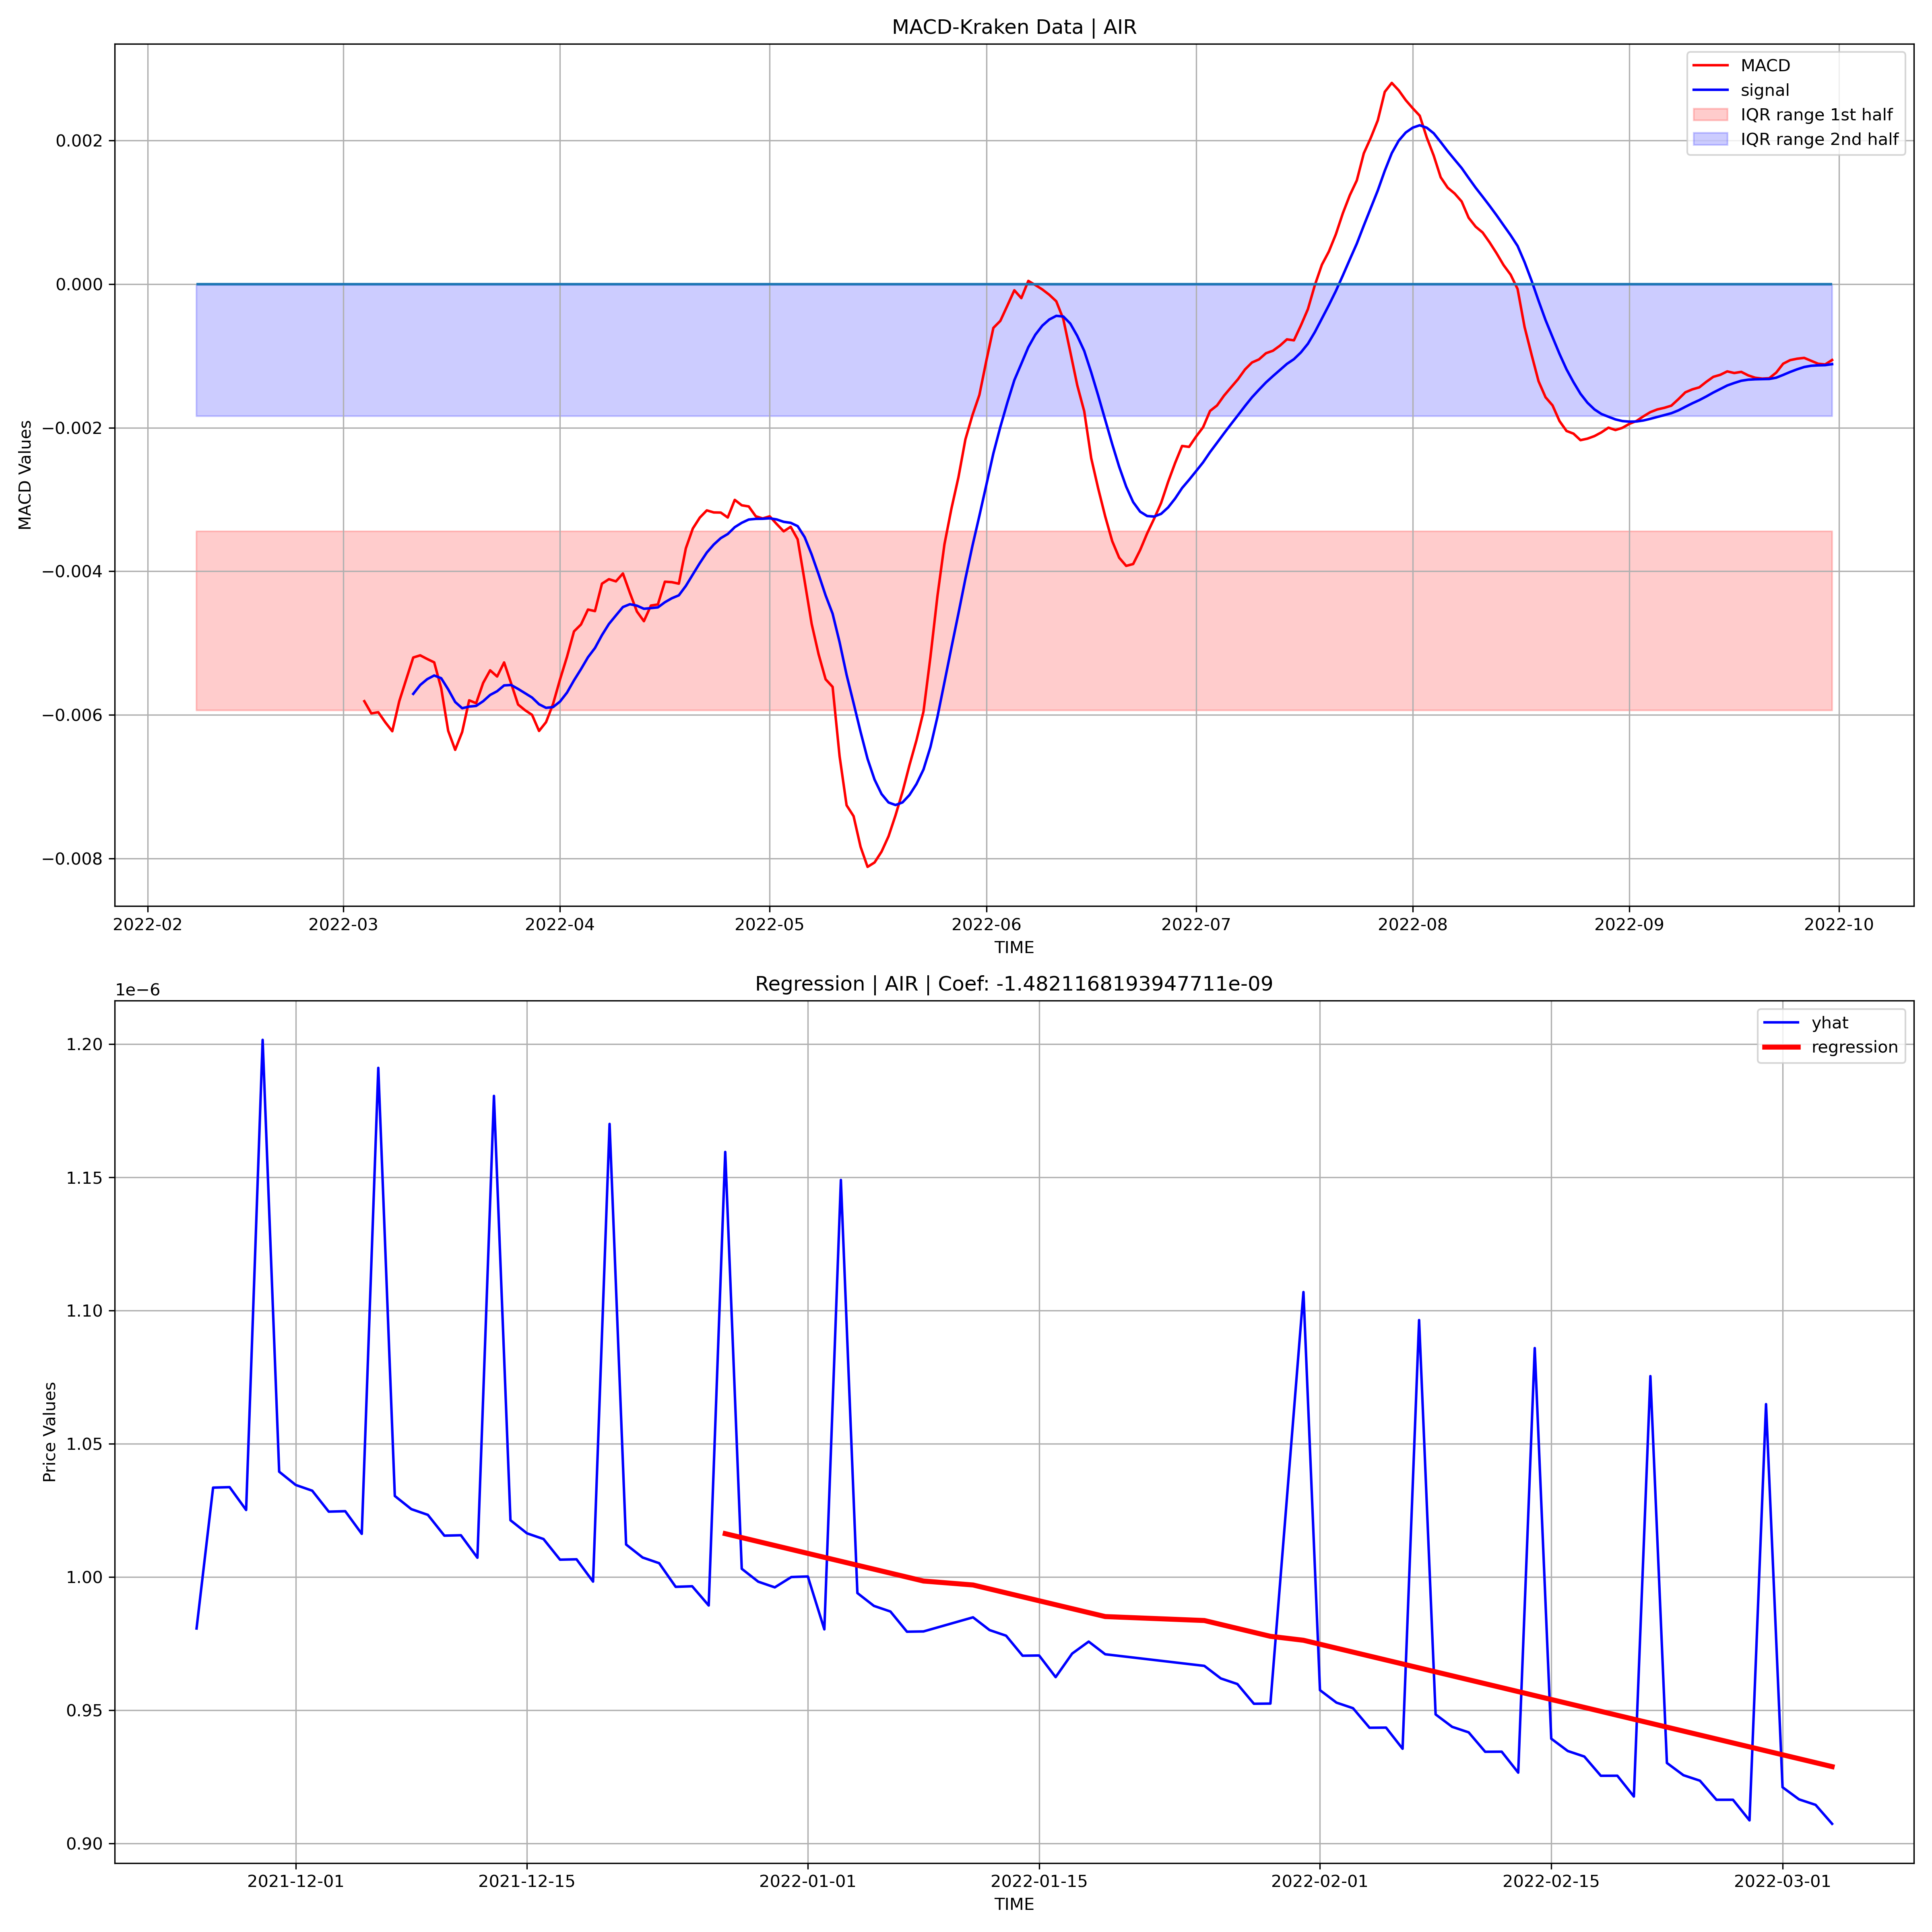 MACD-Kraken Data | AIR
MACD
signal
IQR range 1st half
IQR range 2nd half
MACD Values
0.002
0.000
−0.002
−0.004
−0.006
−0.008
2022-02 2022-03 2022-04 2022-05 2022-06 2022-07 2022-08 2022-09 2022-10
TIME
Regression | AIR | Coef: -1.4821168193947711e-09
1e−6
yhat
regression
Price Values
1.20
1.15
1.10
1.05
1.00
0.95
0.90
2021-12-01 2021-12-15 2022-01-01 2022-01-15 2022-02-01 2022-02-15 2022-03-01
TIME